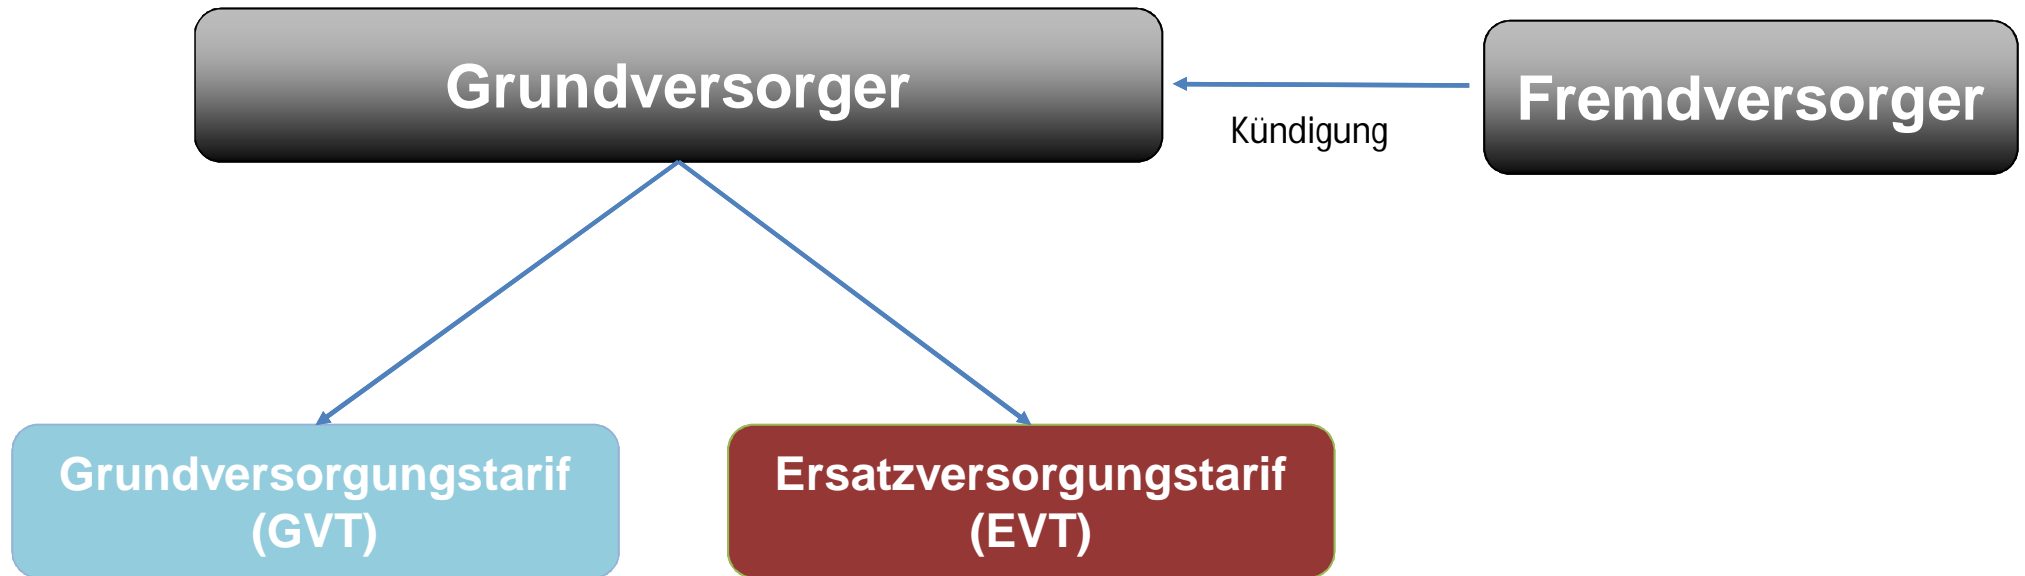 Grundversorger
Fremdversorger
Kündigung
Grundversorgungstarif
(GVT)
Ersatzversorgungstarif
(EVT)